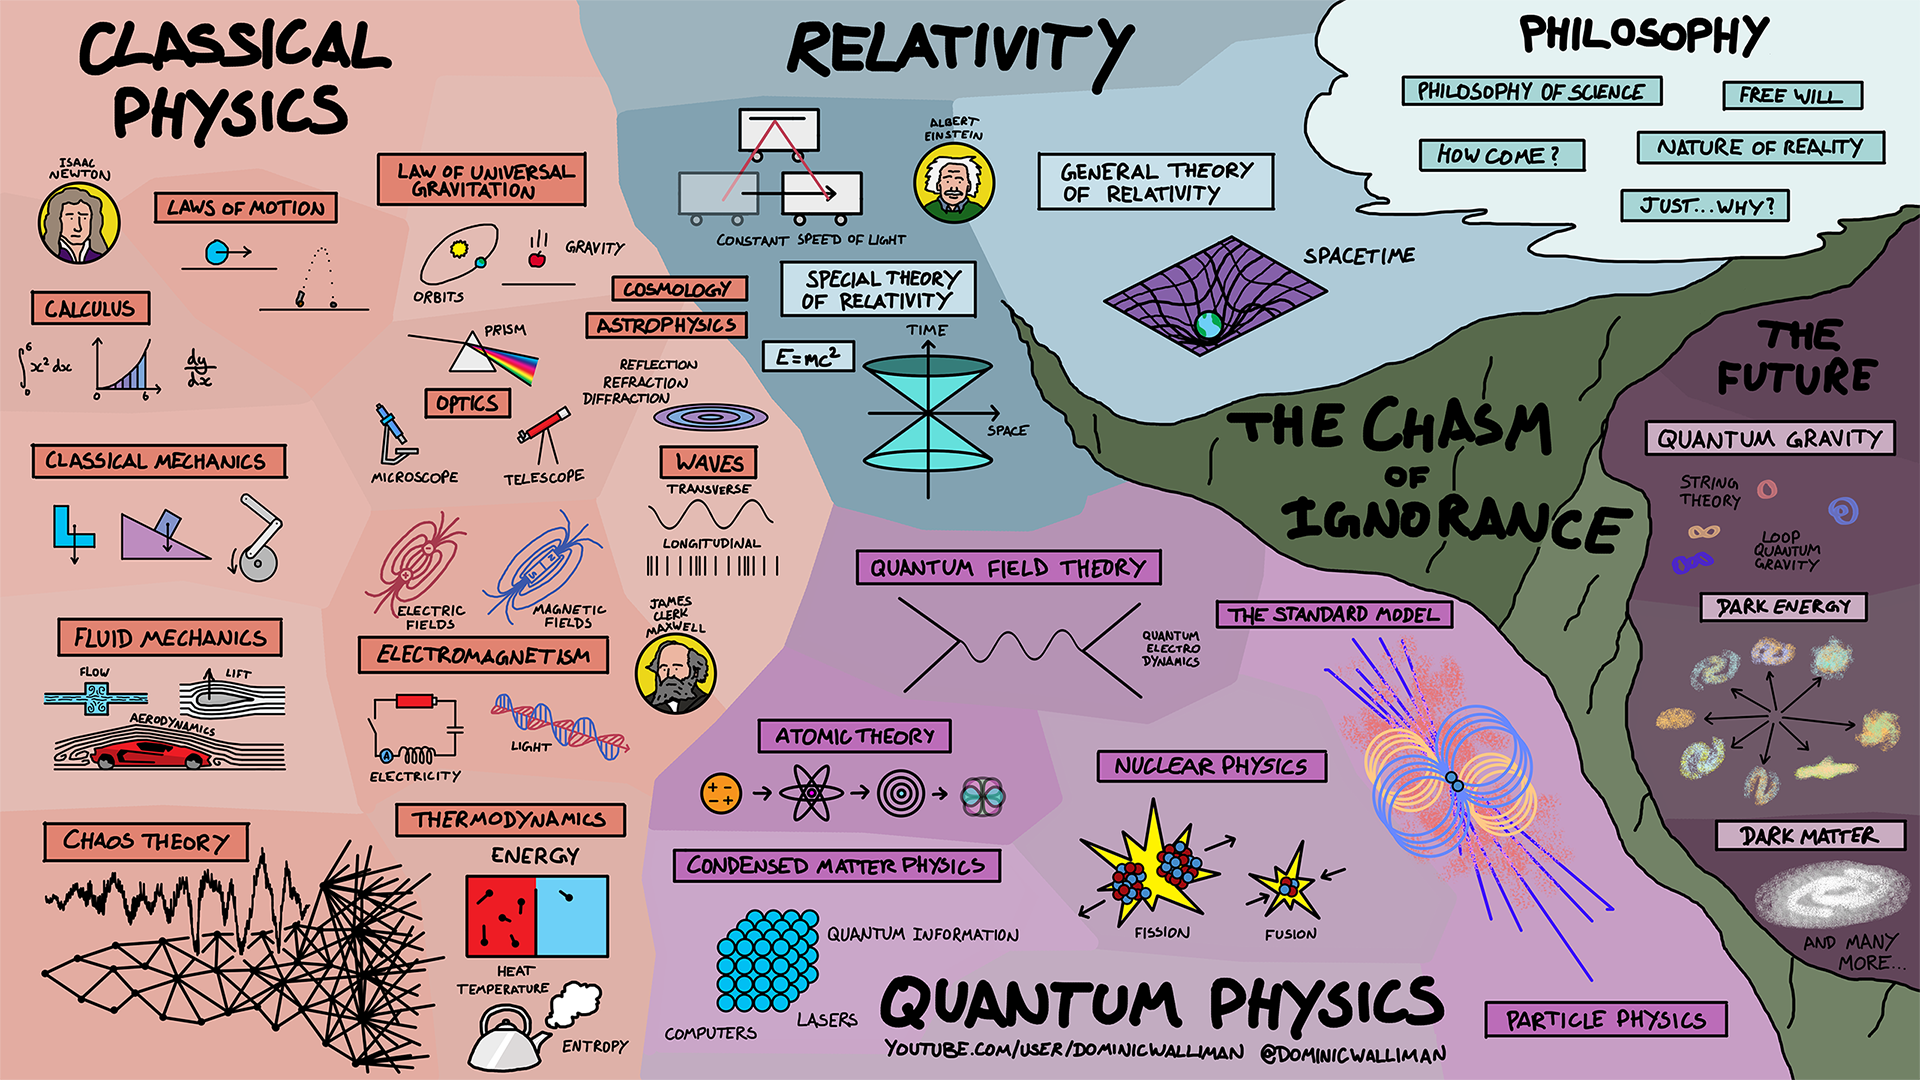 CLASSICAL
PHYSICS
ISAAC
NEWTON
LAWS OF MOTION
LAW OF UNIVERSAL
GRAVITATION
ORBITS
GRAVITY
COSMOLOGY
ASTROPHYSICS
CALCULUS
∫₀⁶ x² dx
0
6
dy
dx
PRISM
OPTICS
MICROSCOPE
TELESCOPE
REFLECTION
REFRACTION
DIFFRACTION
WAVES
TRANSVERSE
LONGITUDINAL
CLASSICAL MECHANICS
ELECTRIC
FIELDS
MAGNETIC
FIELDS
S
N
JAMES
CLERK
MAXWELL
ELECTROMAGNETISM
A
ELECTRICITY
LIGHT
FLUID MECHANICS
FLOW
LIFT
AERODYNAMICS
CHAOS THEORY
THERMODYNAMICS
ENERGY
HEAT
TEMPERATURE
ENTROPY
RELATIVITY
ALBERT
EINSTEIN
CONSTANT SPEED OF LIGHT
SPECIAL THEORY
OF RELATIVITY
E=mc²
TIME
SPACE
GENERAL THEORY
OF RELATIVITY
SPACETIME
PHILOSOPHY
PHILOSOPHY OF SCIENCE
FREE WILL
HOW COME?
NATURE OF REALITY
JUST...WHY?
THE CHASM
OF
IGNORANCE
THE
FUTURE
QUANTUM GRAVITY
STRING
THEORY
LOOP
QUANTUM
GRAVITY
DARK ENERGY
DARK MATTER
AND MANY
MORE...
QUANTUM FIELD THEORY
QUANTUM
ELECTRO
DYNAMICS
THE STANDARD MODEL
ATOMIC THEORY
NUCLEAR PHYSICS
FISSION
FUSION
CONDENSED MATTER PHYSICS
QUANTUM INFORMATION
COMPUTERS
LASERS
PARTICLE PHYSICS
QUANTUM PHYSICS
YOUTUBE.COM/USER/DOMINICWALLIMAN @DOMINICWALLIMAN